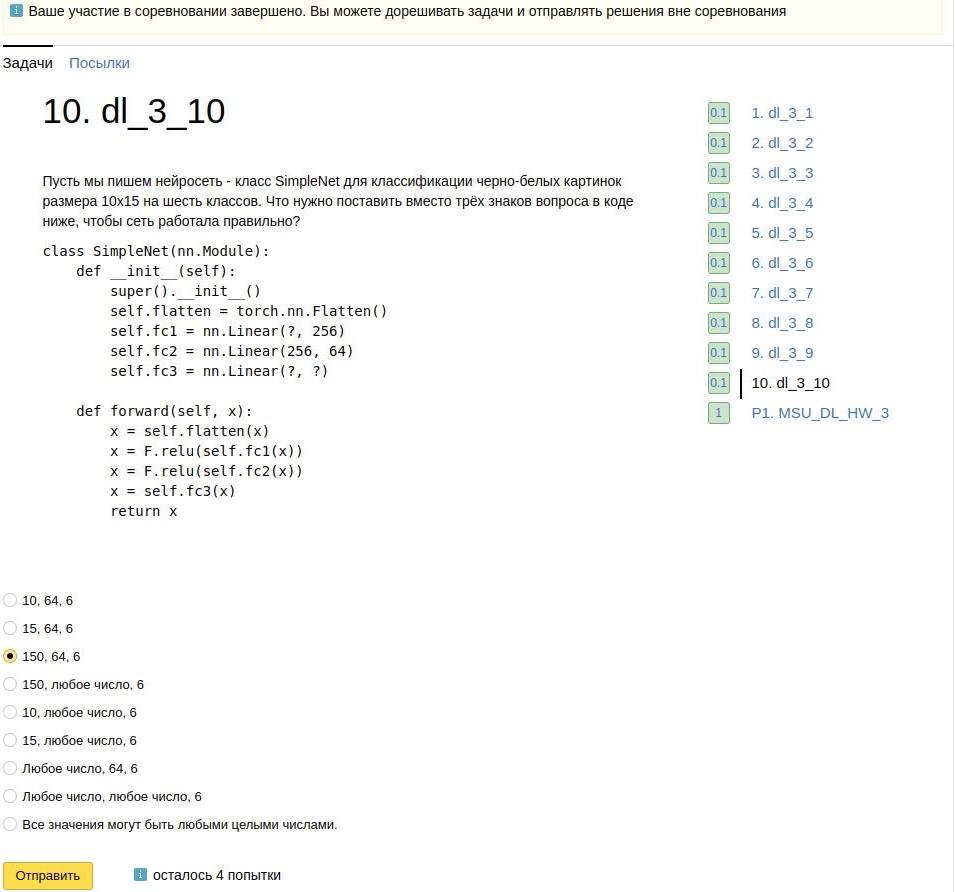 Ваше участие в соревновании завершено. Вы можете дорешивать задачи и отправлять решения вне соревнования
Задачи Посылки
10. dl_3_10
Пусть мы пишем нейросеть - класс SimpleNet для классификации черно-белых картинок
размера 10x15 на шесть классов. Что нужно поставить вместо трёх знаков вопроса в коде
ниже, чтобы сеть работала правильно?
class SimpleNet(nn.Module):
    def __init__(self):
        super().__init__()
        self.flatten = torch.nn.Flatten()
        self.fc1 = nn.Linear(?, 256)
        self.fc2 = nn.Linear(256, 64)
        self.fc3 = nn.Linear(?, ?)
    def forward(self, x):
        x = self.flatten(x)
        x = F.relu(self.fc1(x))
        x = F.relu(self.fc2(x))
        x = self.fc3(x)
        return x
10, 64, 6
15, 64, 6
150, 64, 6
150, любое число, 6
10, любое число, 6
15, любое число, 6
Любое число, 64, 6
Любое число, любое число, 6
Все значения могут быть любыми целыми числами.
Отправить осталось 4 попытки
0.1 1. dl_3_1
0.1 2. dl_3_2
0.1 3. dl_3_3
0.1 4. dl_3_4
0.1 5. dl_3_5
0.1 6. dl_3_6
0.1 7. dl_3_7
0.1 8. dl_3_8
0.1 9. dl_3_9
0.1 10. dl_3_10
1 P1. MSU_DL_HW_3